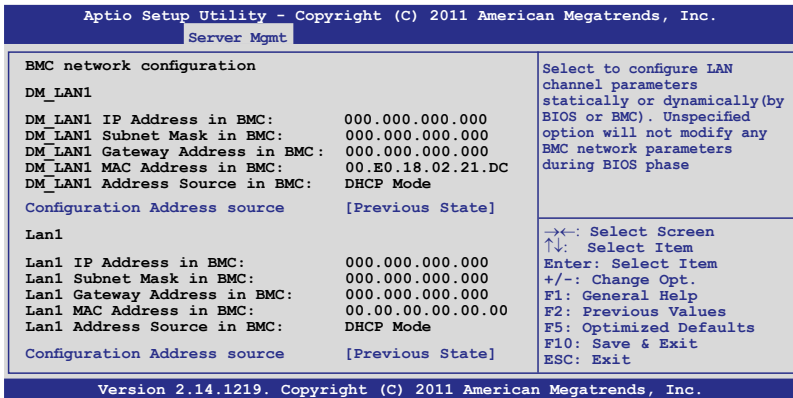 Aptio Setup Utility - Copyright (C) 2011 American Megatrends, Inc.
Server Mgmt
BMC network configuration
DM_LAN1
DM_LAN1 IP Address in BMC: 000.000.000.000
DM_LAN1 Subnet Mask in BMC: 000.000.000.000
DM_LAN1 Gateway Address in BMC: 000.000.000.000
DM_LAN1 MAC Address in BMC: 00.E0.18.02.21.DC
DM_LAN1 Address Source in BMC: DHCP Mode
Configuration Address source [Previous State]
Lan1
Lan1 IP Address in BMC: 000.000.000.000
Lan1 Subnet Mask in BMC: 000.000.000.000
Lan1 Gateway Address in BMC: 000.000.000.000
Lan1 MAC Address in BMC: 00.00.00.00.00.00
Lan1 Address Source in BMC: DHCP Mode
Configuration Address source [Previous State]
Select to configure LAN
channel parameters
statically or dynamically(by
BIOS or BMC). Unspecified
option will not modify any
BMC network parameters
during BIOS phase
→←: Select Screen
↑↓: Select Item
Enter: Select Item
+/-: Change Opt.
F1: General Help
F2: Previous Values
F5: Optimized Defaults
F10: Save & Exit
ESC: Exit
Version 2.14.1219. Copyright (C) 2011 American Megatrends, Inc.